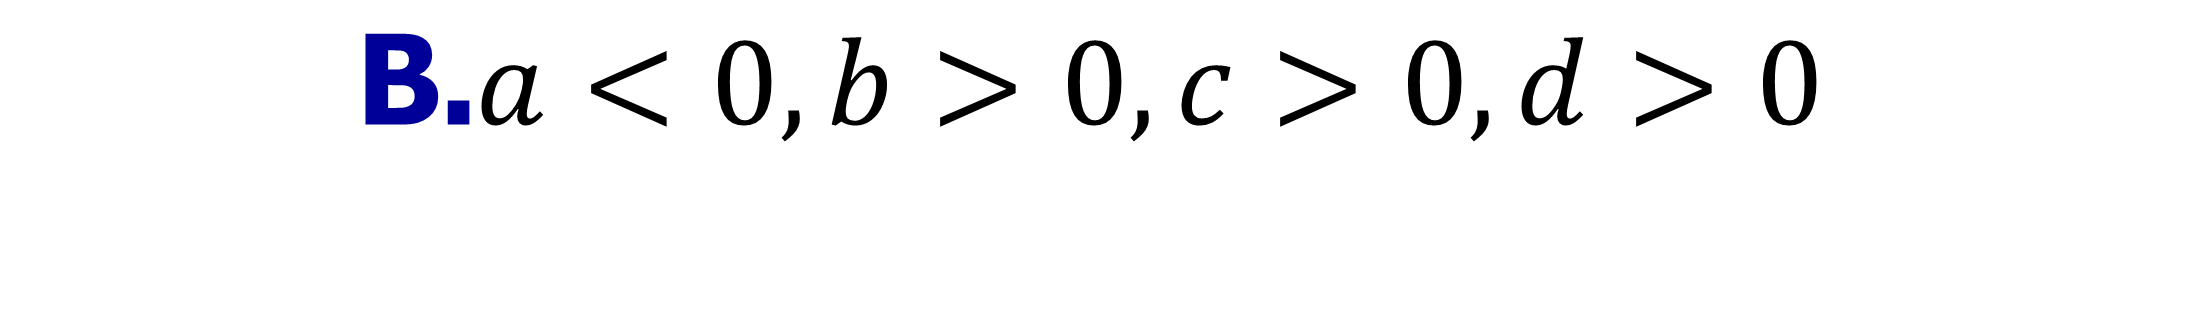 B.a < 0, b > 0, c > 0, d > 0